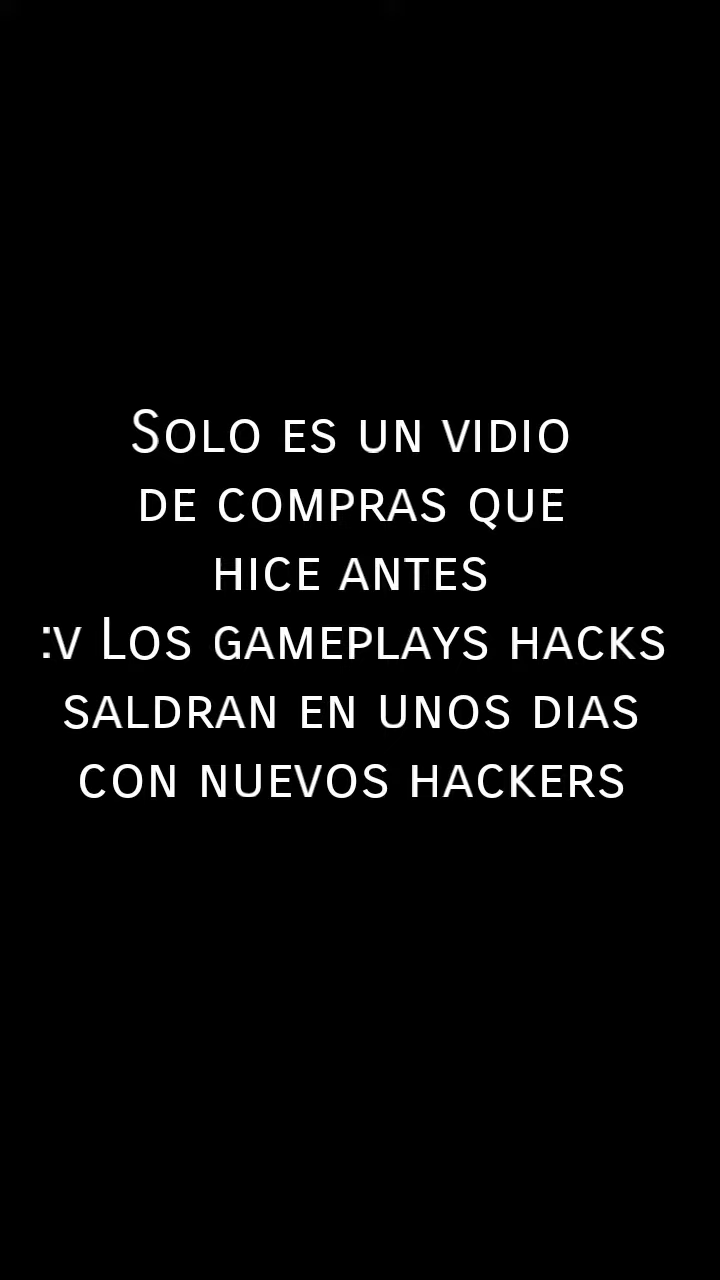 Solo es un vidio
de compras que
hice antes
:v Los gameplays hacks
saldran en unos dias
con nuevos hackers